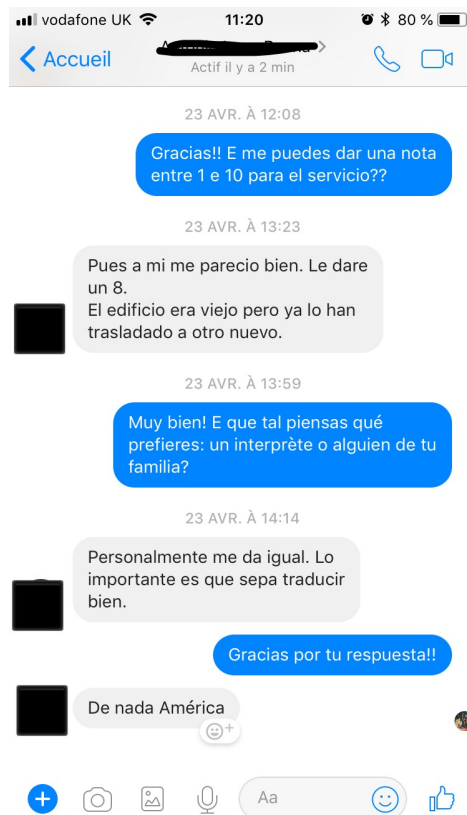 vodafone UK 11:20 80 %
Accueil
Actif il y a 2 min
23 AVR. À 12:08
Gracias!! E me puedes dar una nota
entre 1 e 10 para el servicio??
23 AVR. À 13:23
Pues a mi me parecio bien. Le dare
un 8.
El edificio era viejo pero ya lo han
trasladado a otro nuevo.
23 AVR. À 13:59
Muy bien! E que tal piensas qué
prefieres: un interprète o alguien de tu
familia?
23 AVR. À 14:14
Personalmente me da igual. Lo
importante es que sepa traducir
bien.
Gracias por tu respuesta!!
De nada América
Aa